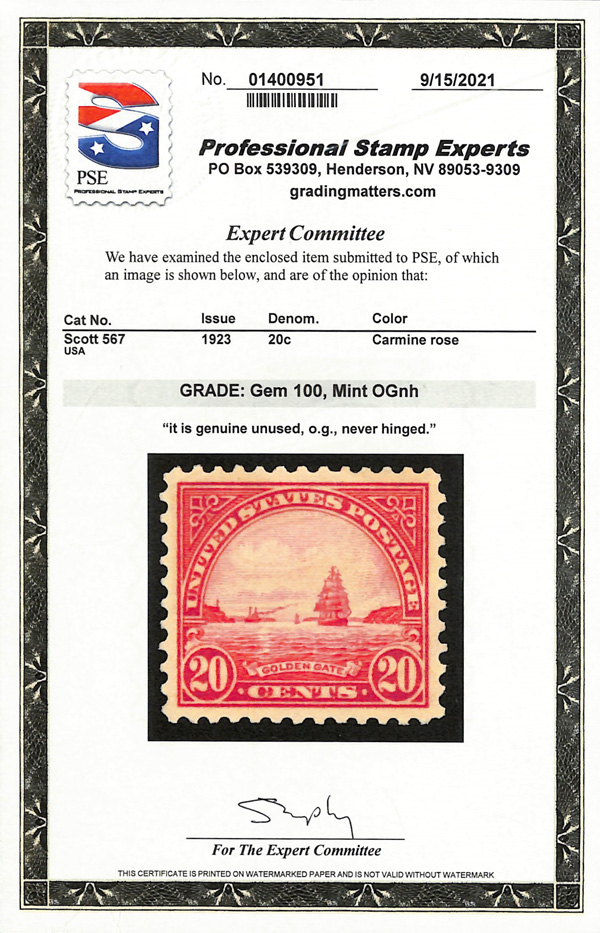 No. 01400951 9/15/2021
PSE
PROFESSIONAL STAMP EXPERTS
Professional Stamp Experts
PO Box 539309, Henderson, NV 89053-9309
gradingmatters.com
Expert Committee
We have examined the enclosed item submitted to PSE, of which
an image is shown below, and are of the opinion that:
Cat No. Issue Denom. Color
Scott 567 1923 20c Carmine rose
USA
GRADE: Gem 100, Mint OGnh
“it is genuine unused, o.g., never hinged.”
UNITED STATES POSTAGE
GOLDEN GATE
20 20
CENTS
For The Expert Committee
THIS CERTIFICATE IS PRINTED ON WATERMARKED PAPER AND IS NOT VALID WITHOUT WATERMARK